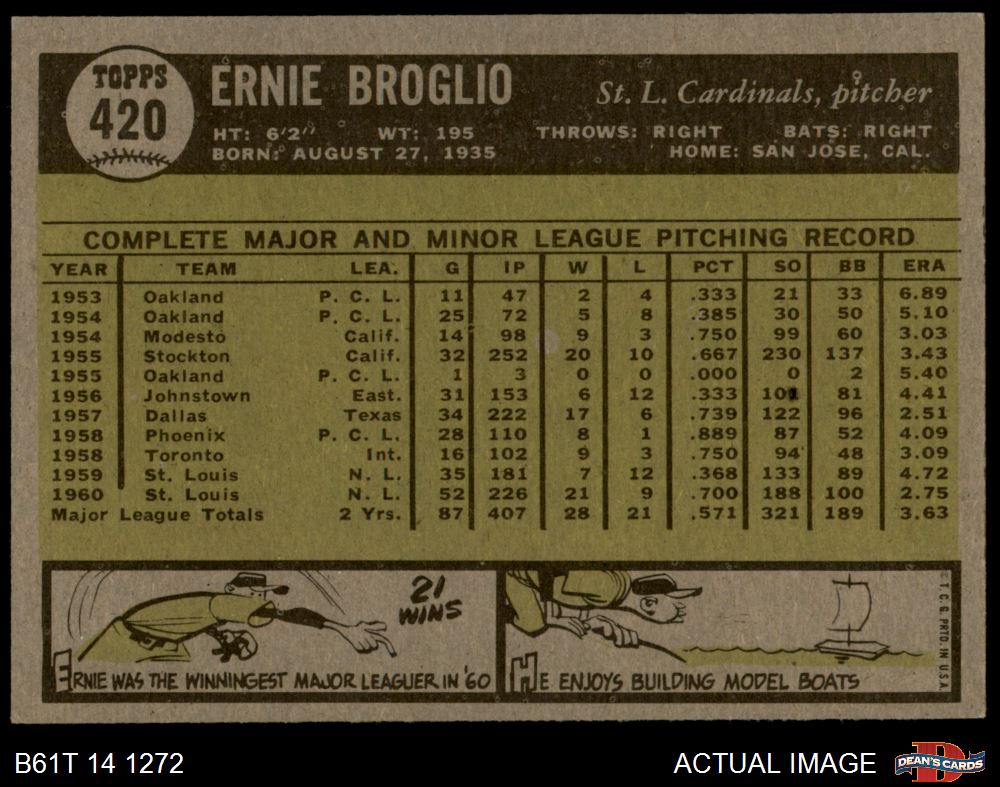 TOPPS
420
ERNIE BROGLIO
St. L. Cardinals, pitcher
HT: 6'2" WT: 195 THROWS: RIGHT BATS: RIGHT
BORN: AUGUST 27, 1935 HOME: SAN JOSE, CAL.
COMPLETE MAJOR AND MINOR LEAGUE PITCHING RECORD
YEAR TEAM LEA. G IP W L PCT SO BB ERA
1953 Oakland P. C. L. 11 47 2 4 .333 21 33 6.89
1954 Oakland P. C. L. 25 72 5 8 .385 30 50 5.10
1954 Modesto Calif. 14 98 9 3 .750 99 60 3.03
1955 Stockton Calif. 32 252 20 10 .667 230 137 3.43
1955 Oakland P. C. L. 1 3 0 0 .000 0 2 5.40
1956 Johnstown East. 31 153 6 12 .333 101 81 4.41
1957 Dallas Texas 34 222 17 6 .739 122 96 2.51
1958 Phoenix P. C. L. 28 110 8 1 .889 87 52 4.09
1958 Toronto Int. 16 102 9 3 .750 94 48 3.09
1959 St. Louis N. L. 35 181 7 12 .368 133 89 4.72
1960 St. Louis N. L. 52 226 21 9 .700 188 100 2.75
Major League Totals 2 Yrs. 87 407 28 21 .571 321 189 3.63
21
WINS
ERNIE WAS THE WINNINGEST MAJOR LEAGUER IN '60
HE ENJOYS BUILDING MODEL BOATS
© T. C. G. PRTD. IN U.S.A.
B61T 14 1272
ACTUAL IMAGE
DEAN'S CARDS